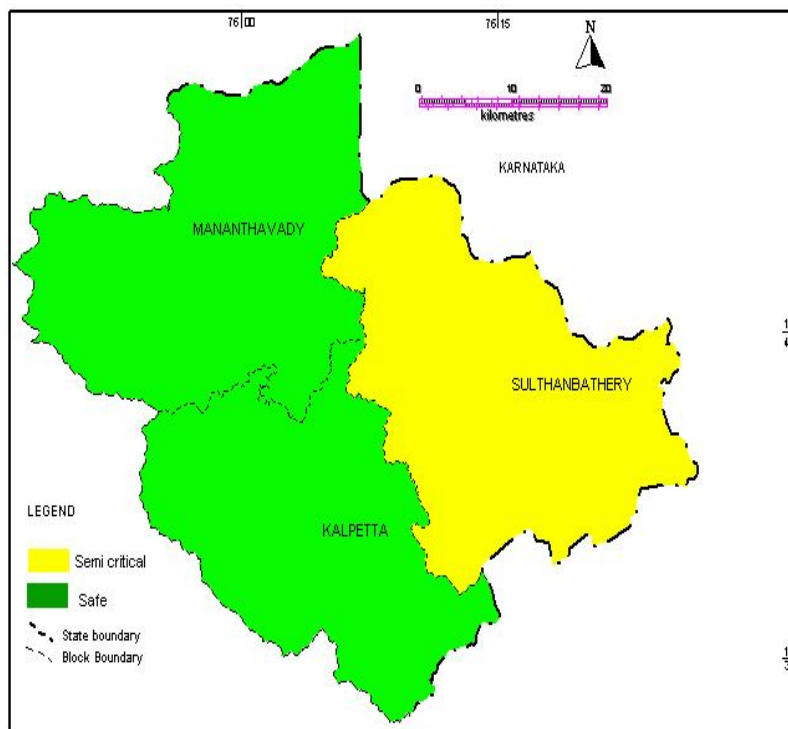 76 00
76 15
N
0 10 20
kilometres
KARNATAKA
MANANTHAVADY
SULTHANBATHERY
KALPETTA
LEGEND
Semi critical
Safe
State boundary
Block Boundary